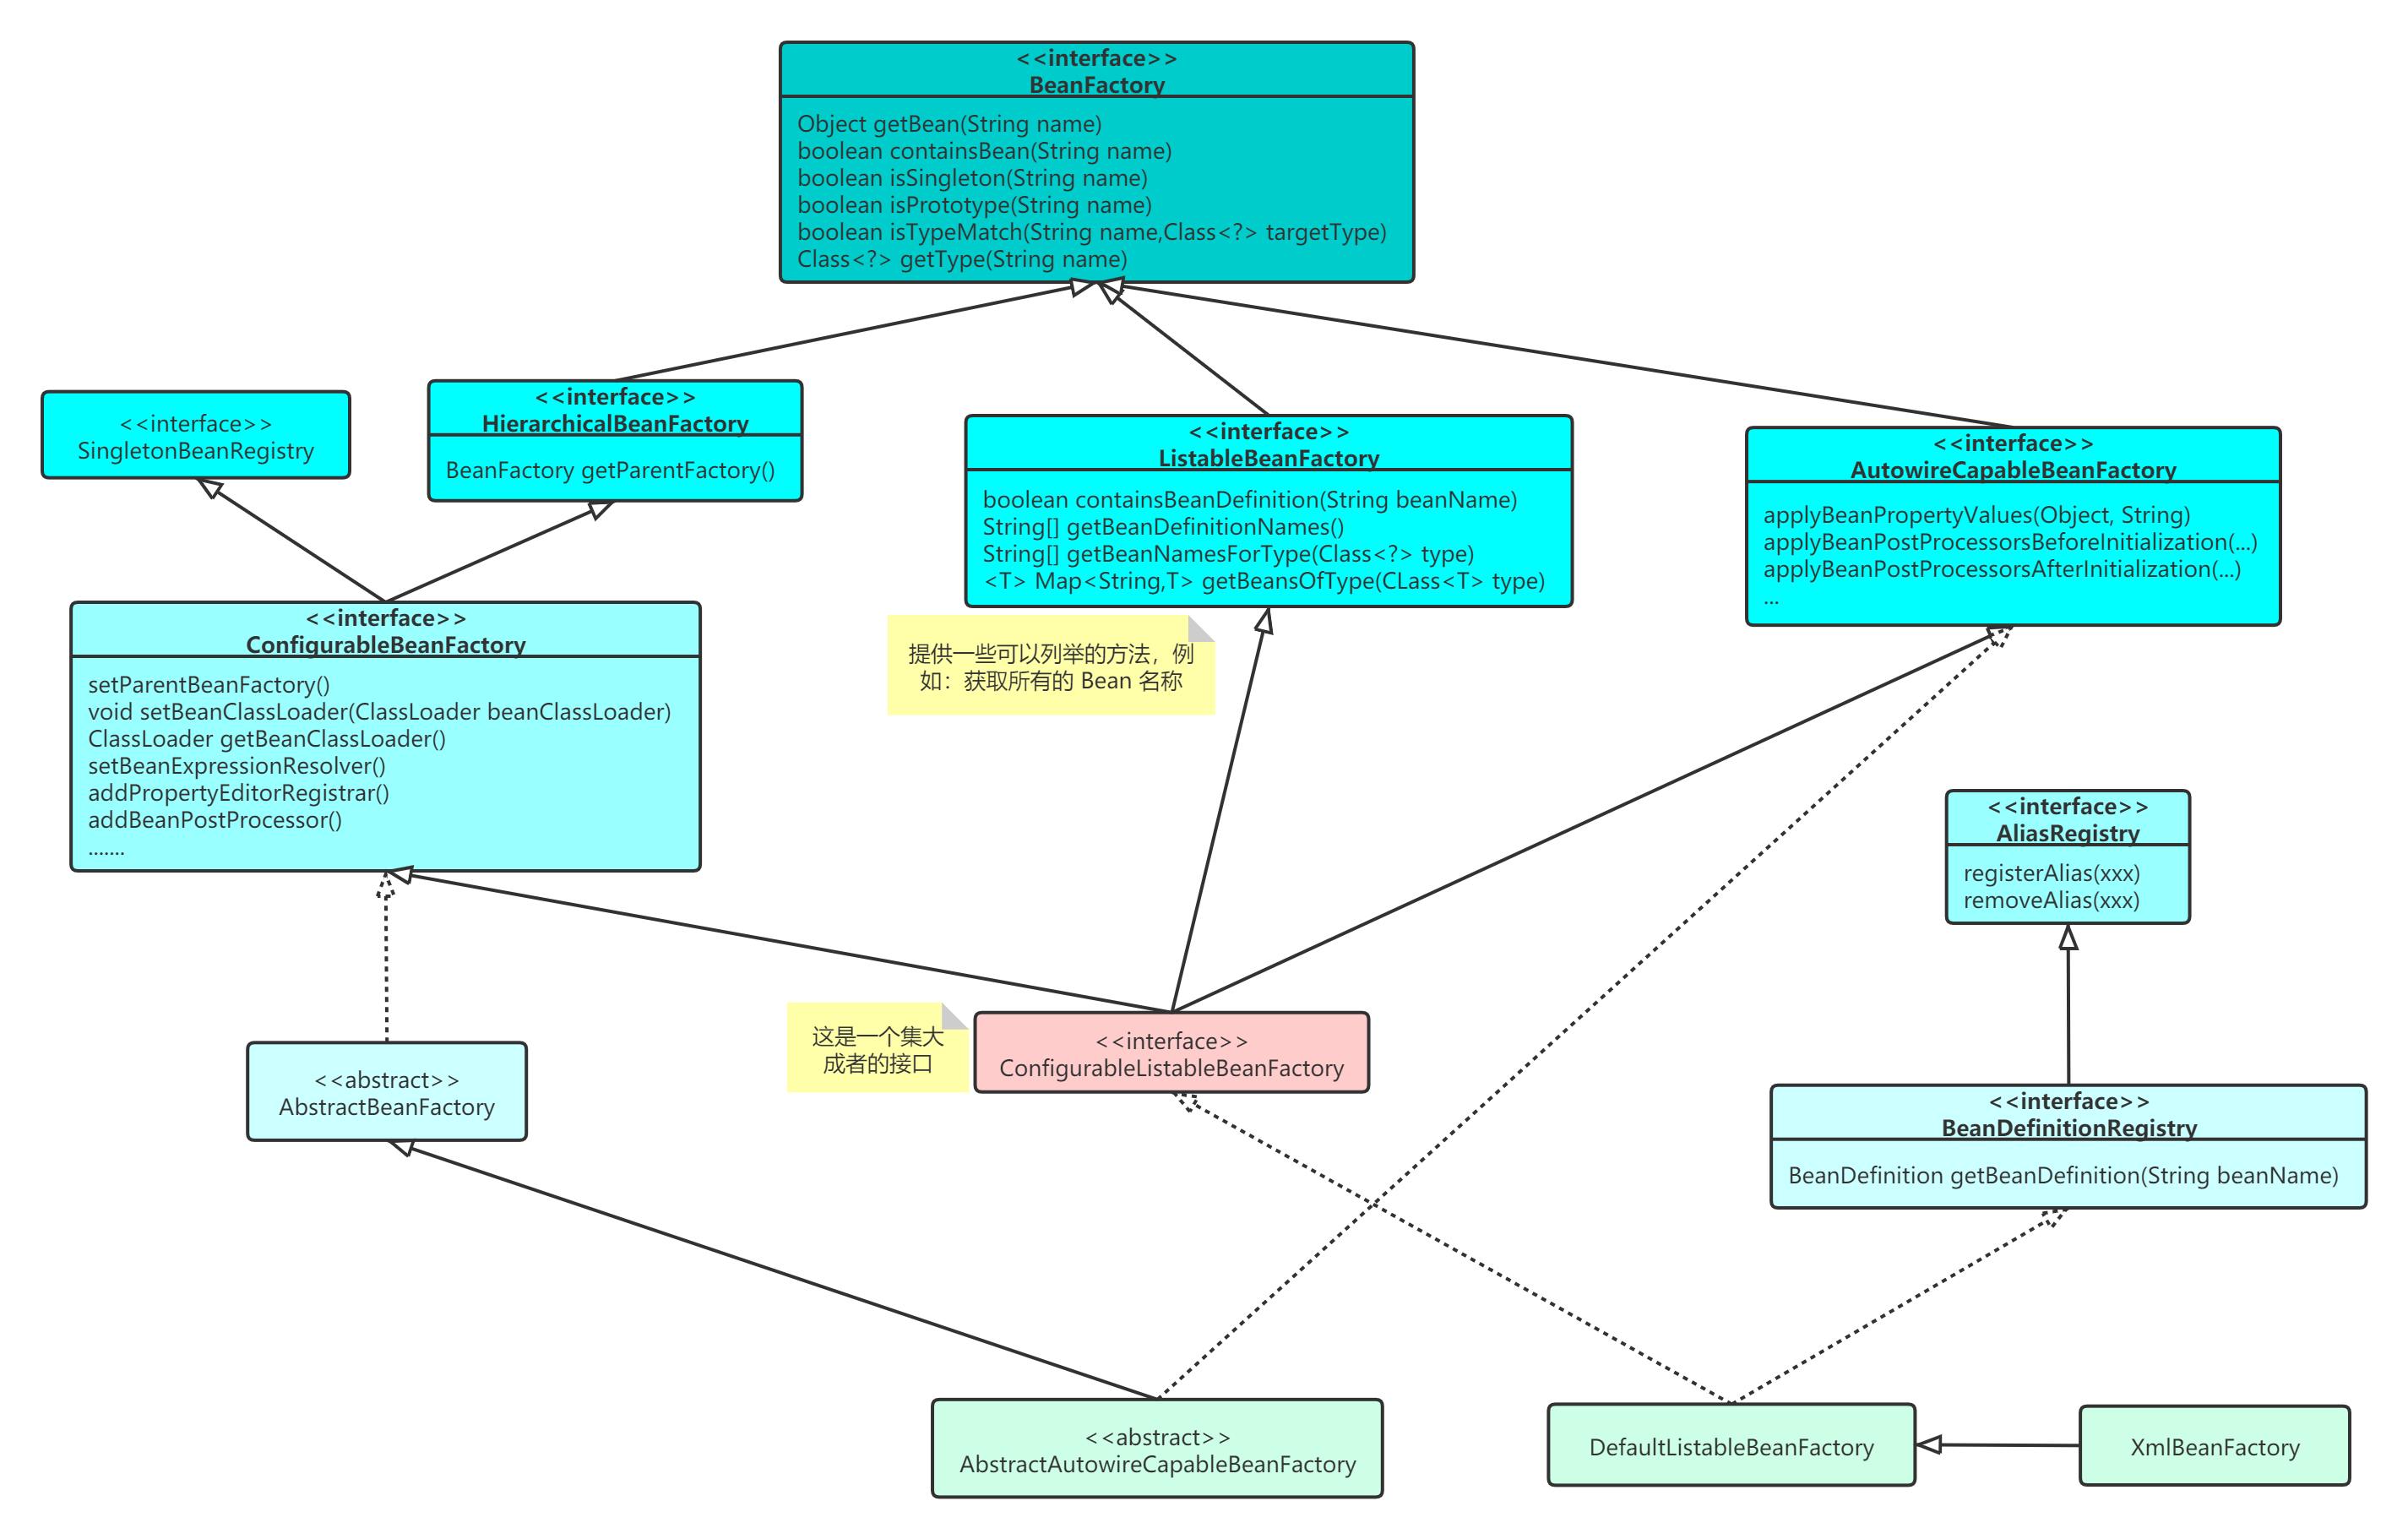 <<interface>>
BeanFactory
Object getBean(String name)
boolean containsBean(String name)
boolean isSingleton(String name)
boolean isPrototype(String name)
boolean isTypeMatch(String name,Class<?> targetType)
Class<?> getType(String name)
<<interface>>
SingletonBeanRegistry
<<interface>>
HierarchicalBeanFactory
BeanFactory getParentFactory()
<<interface>>
ListableBeanFactory
boolean containsBeanDefinition(String beanName)
String[] getBeanDefinitionNames()
String[] getBeanNamesForType(Class<?> type)
<T> Map<String,T> getBeansOfType(CLass<T> type)
<<interface>>
AutowireCapableBeanFactory
applyBeanPropertyValues(Object, String)
applyBeanPostProcessorsBeforeInitialization(...)
applyBeanPostProcessorsAfterInitialization(...)
...
<<interface>>
ConfigurableBeanFactory
setParentBeanFactory()
void setBeanClassLoader(ClassLoader beanClassLoader)
ClassLoader getBeanClassLoader()
setBeanExpressionResolver()
addPropertyEditorRegistrar()
addBeanPostProcessor()
.......
提供一些可以列举的方法，例
如：获取所有的 Bean 名称
<<interface>>
AliasRegistry
registerAlias(xxx)
removeAlias(xxx)
<<abstract>>
AbstractBeanFactory
这是一个集大
成者的接口
<<interface>>
ConfigurableListableBeanFactory
<<interface>>
BeanDefinitionRegistry
BeanDefinition getBeanDefinition(String beanName)
<<abstract>>
AbstractAutowireCapableBeanFactory
DefaultListableBeanFactory
XmlBeanFactory